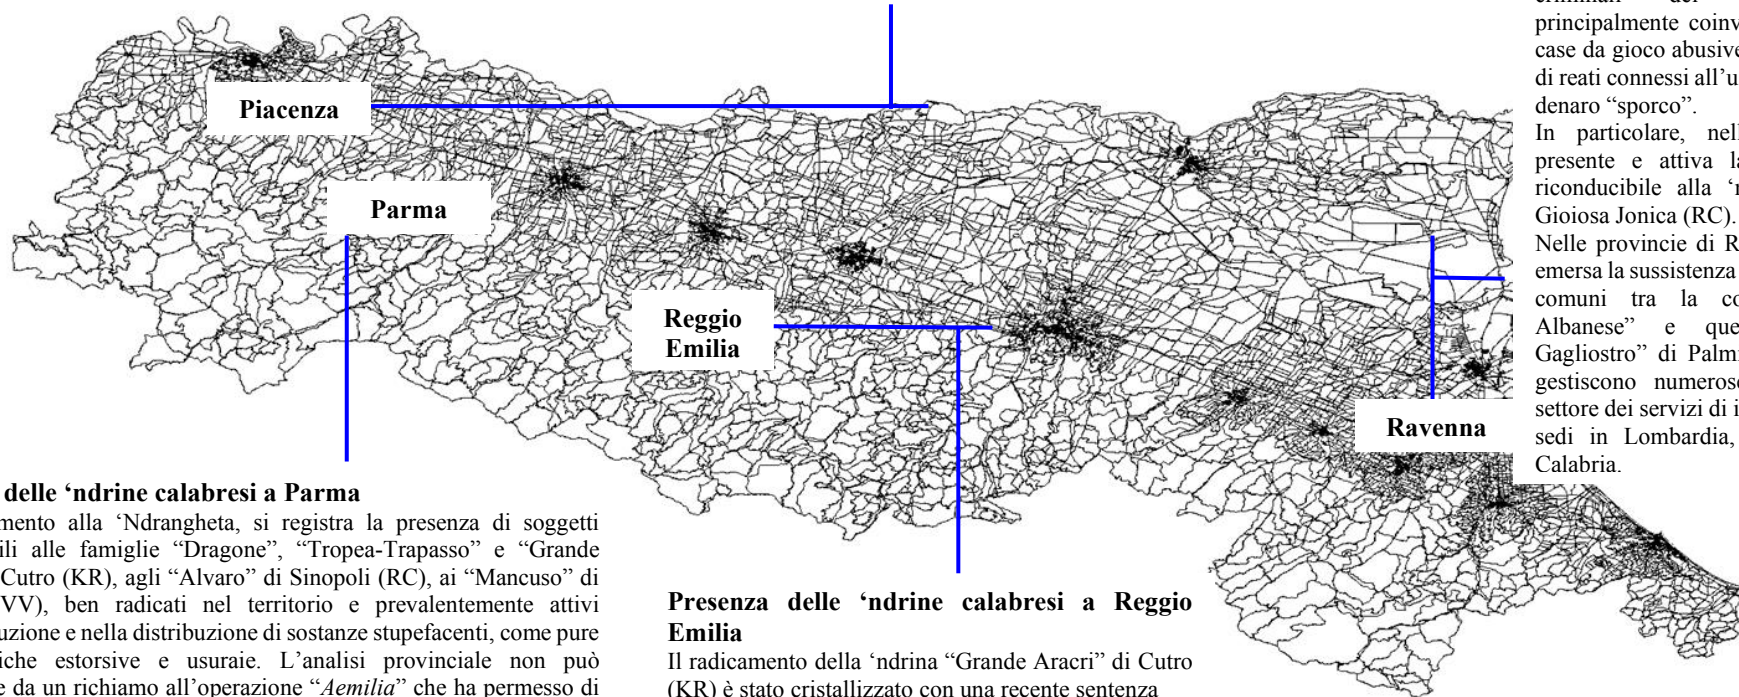 Piacenza
Parma
Reggio
Emilia
Ravenna
principalmente coinv
case da gioco abusive
di reati connessi all’u
denaro “sporco”.
In particolare, nell
presente e attiva la
riconducibile alla ‘r
Gioiosa Jonica (RC).
Nelle provincie di R
emersa la sussistenza
comuni tra la co
Albanese” e que
Gagliostro” di Palm
gestiscono numerose
settore dei servizi di i
sedi in Lombardia,
Calabria.
delle ‘ndrine calabresi a Parma
mento alla ‘Ndrangheta, si registra la presenza di soggetti
ili alle famiglie “Dragone”, “Tropea-Trapasso” e “Grande
Cutro (KR), agli “Alvaro” di Sinopoli (RC), ai “Mancuso” di
VV), ben radicati nel territorio e prevalentemente attivi
uzione e nella distribuzione di sostanze stupefacenti, come pure
iche estorsive e usuraie. L’analisi provinciale non può
e da un richiamo all’operazione “Aemilia” che ha permesso di
Presenza delle ‘ndrine calabresi a Reggio
Emilia
Il radicamento della ‘ndrina “Grande Aracri” di Cutro
(KR) è stato cristallizzato con una recente sentenza